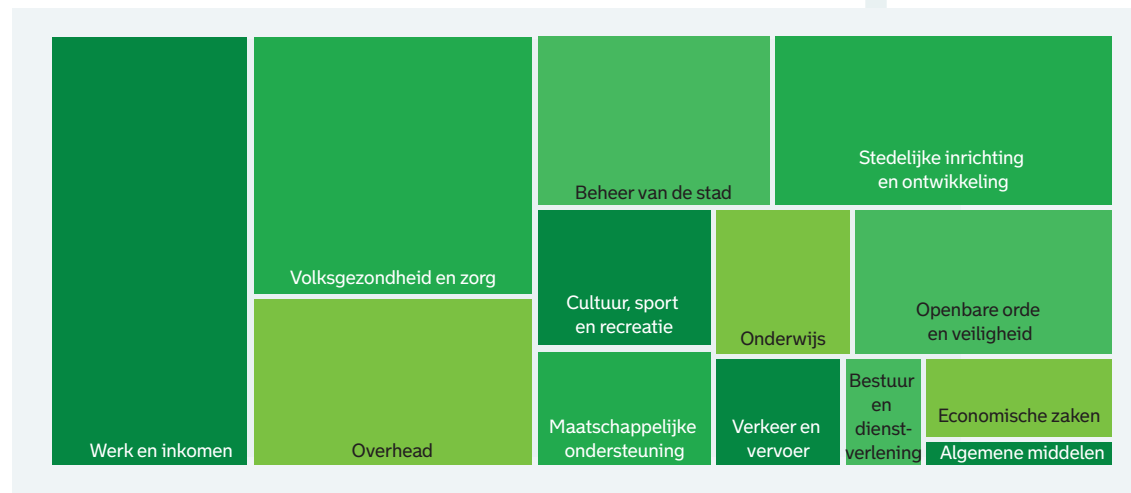 Werk en inkomen
Volksgezondheid en zorg
Overhead
Beheer van de stad
Stedelijke inrichting
en ontwikkeling
Cultuur, sport
en recreatie
Onderwijs
Openbare orde
en veiligheid
Maatschappelijke
ondersteuning
Verkeer en
vervoer
Bestuur
en
dienst-
verlening
Economische zaken
Algemene middelen